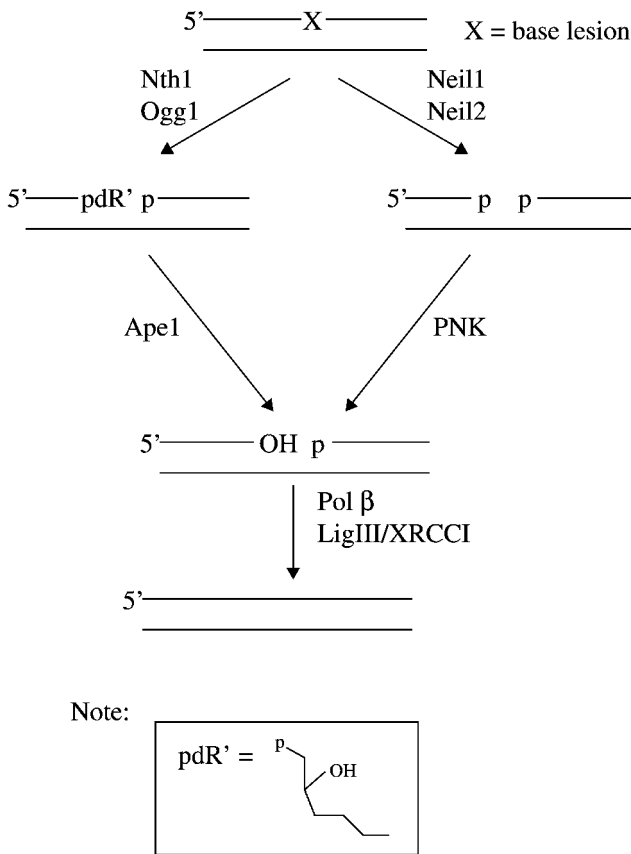 5’ X X = base lesion
Nth1 Neil1
Ogg1 Neil2
5’ pdR’ p 5’ p p
Ape1 PNK
5’ OH p
Pol β
LigIII/XRCCI
5’
Note:
pdR’ = p OH